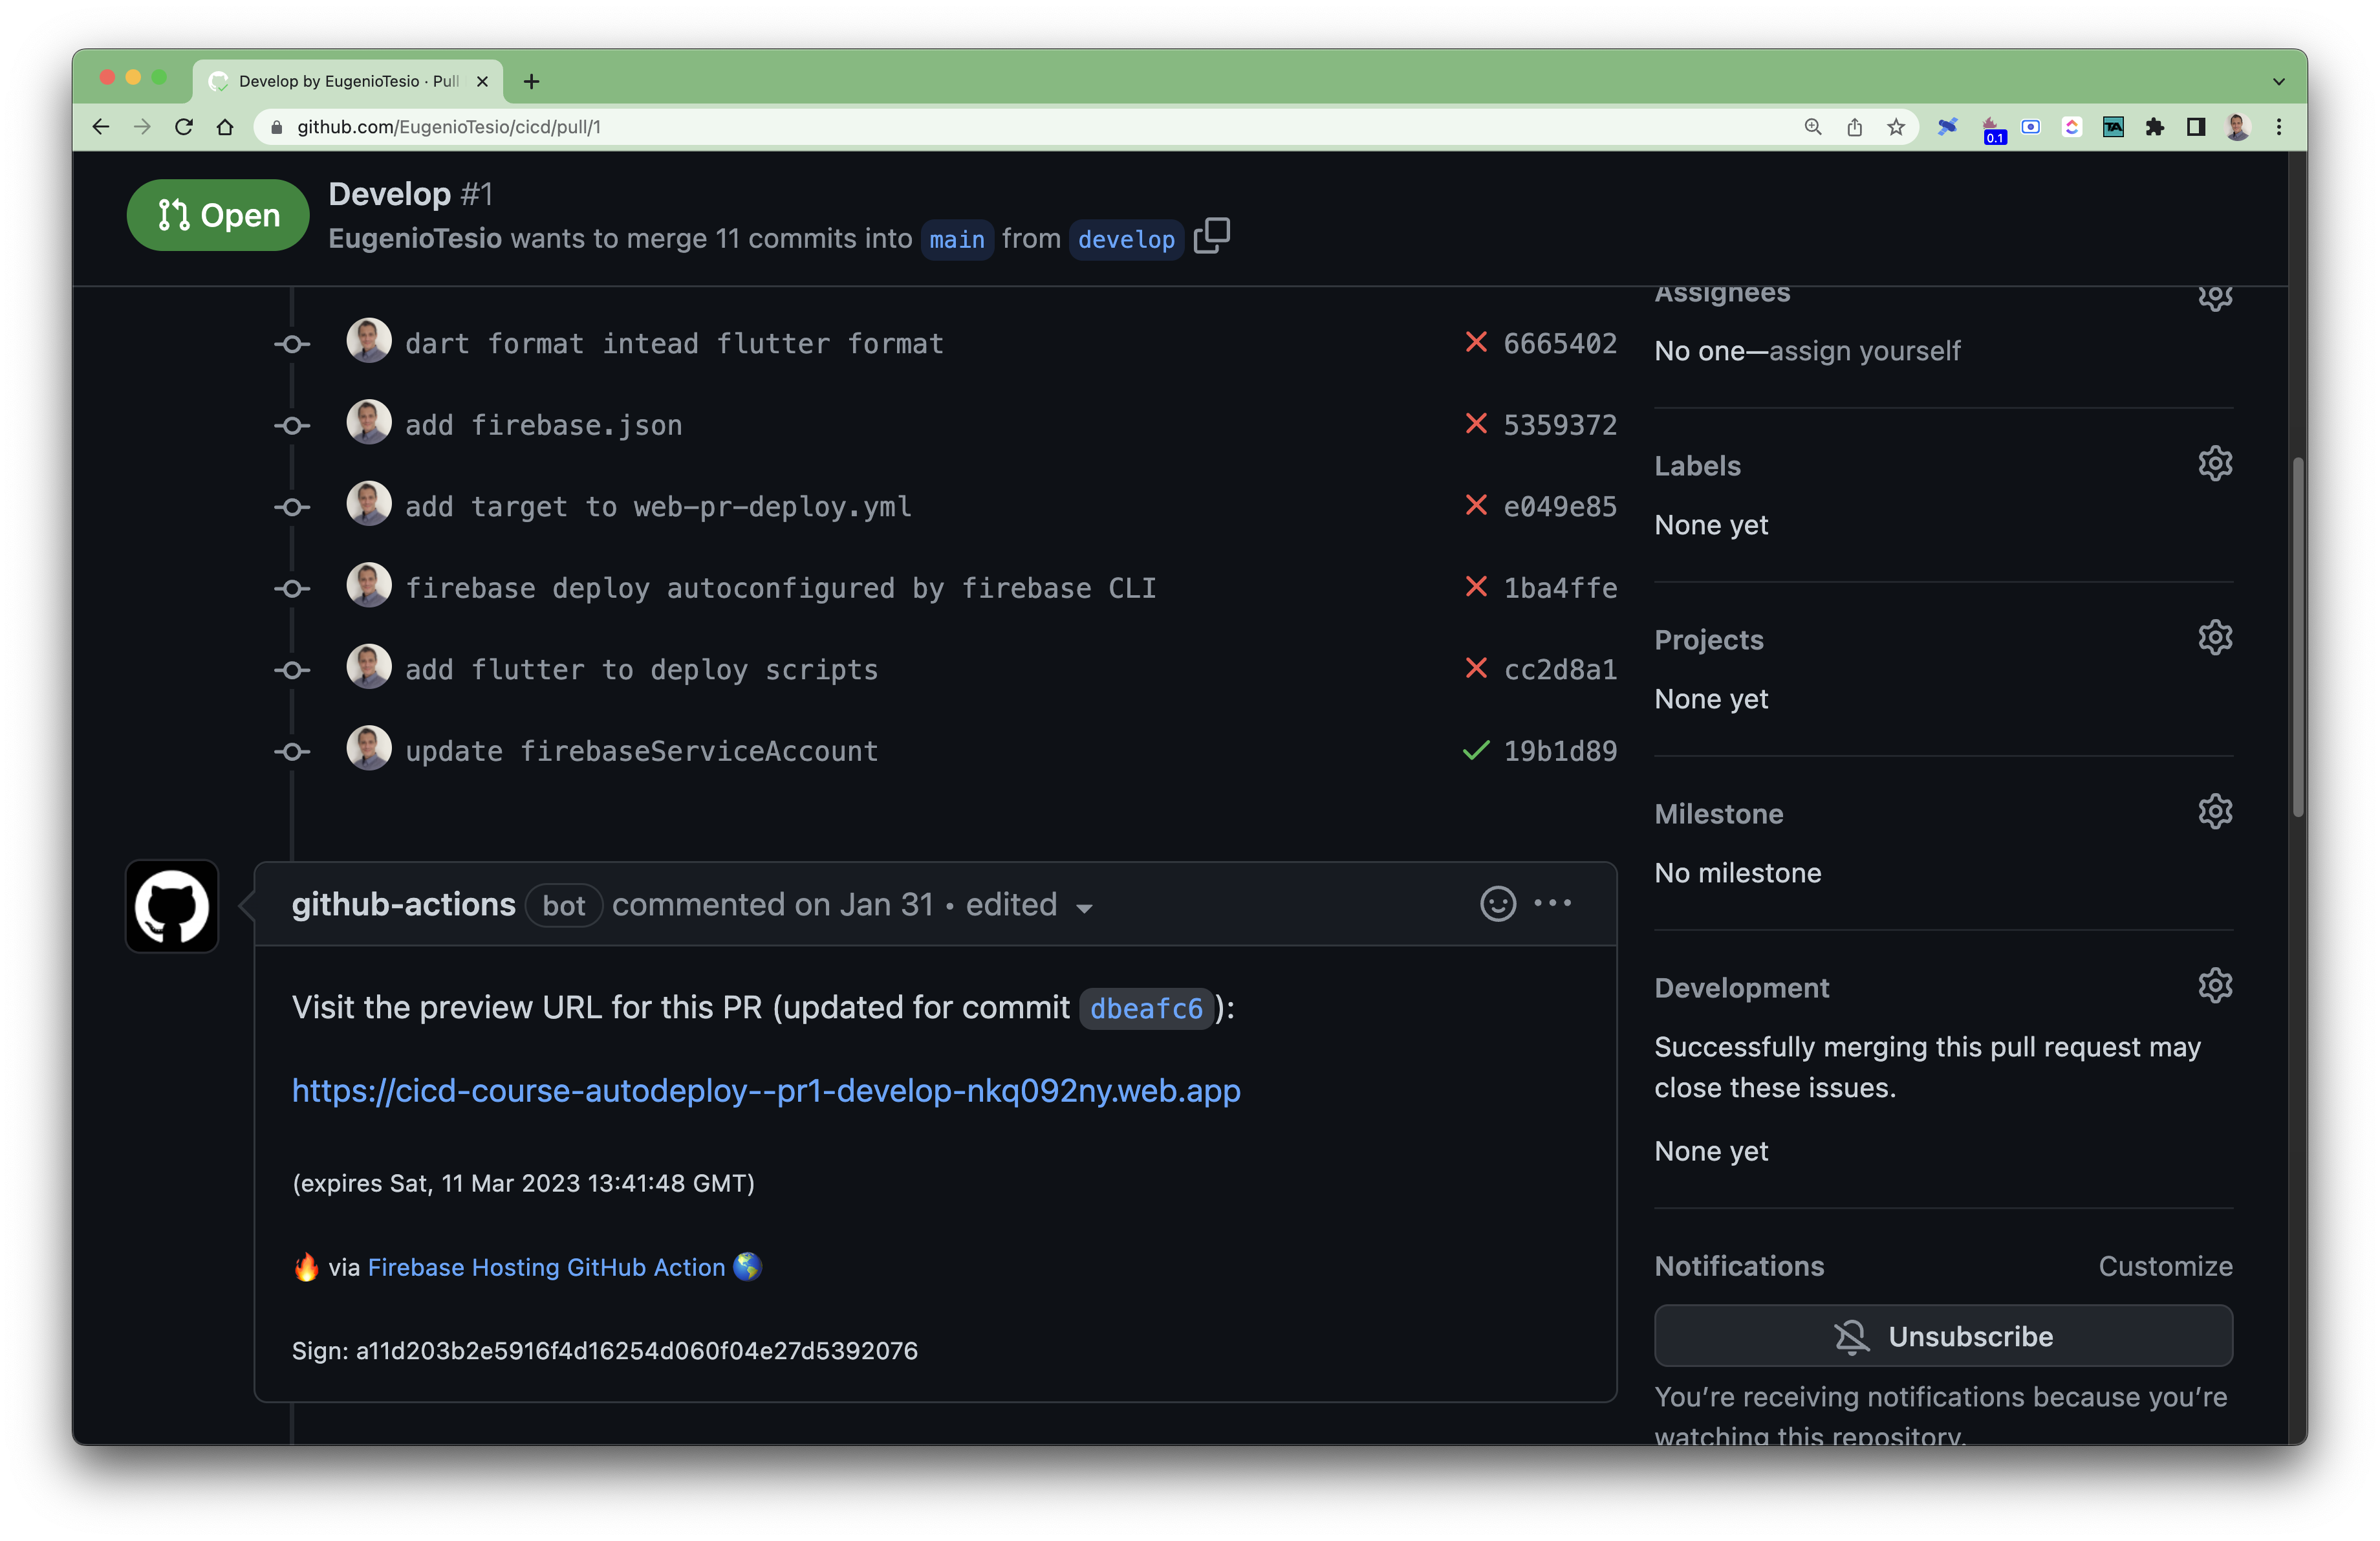 Develop by EugenioTesio · Pull
github.com/EugenioTesio/cicd/pull/1
0.1
TA
Open
Develop #1
EugenioTesio wants to merge 11 commits into main from develop
dart format intead flutter format 6665402
add firebase.json 5359372
add target to web-pr-deploy.yml e049e85
firebase deploy autoconfigured by firebase CLI 1ba4ffe
add flutter to deploy scripts cc2d8a1
update firebaseServiceAccount 19b1d89
github-actions bot commented on Jan 31 • edited
Visit the preview URL for this PR (updated for commit dbeafc6):
https://cicd-course-autodeploy--pr1-develop-nkq092ny.web.app
(expires Sat, 11 Mar 2023 13:41:48 GMT)
🔥 via Firebase Hosting GitHub Action 🌎
Sign: a11d203b2e5916f4d16254d060f04e27d5392076
Assignees
No one—assign yourself
Labels
None yet
Projects
None yet
Milestone
No milestone
Development
Successfully merging this pull request may
close these issues.
None yet
Notifications Customize
Unsubscribe
You’re receiving notifications because you’re
watching this repository.